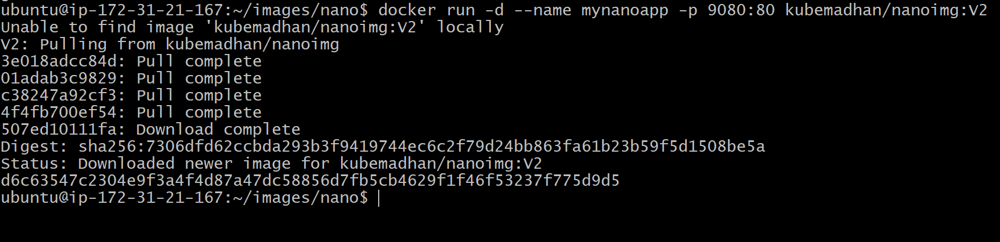 ubuntu@ip-172-31-21-167:~/images/nano$ docker run -d --name mynanoapp -p 9080:80 kubemadhan/nanoimg:V2
Unable to find image 'kubemadhan/nanoimg:V2' locally
V2: Pulling from kubemadhan/nanoimg
3e018adcc84d: Pull complete
01adab3c9829: Pull complete
c38247a92cf3: Pull complete
4f4fb700ef54: Pull complete
507ed10111fa: Download complete
Digest: sha256:7306dfd62ccbda293b3f9419744ec6c2f79d24bb863fa61b23b59f5d1508be5a
Status: Downloaded newer image for kubemadhan/nanoimg:V2
d6c63547c2304e9f3a4f4d87a47dc58856d7fb5cb4629f1f46f53237f775d9d5
ubuntu@ip-172-31-21-167:~/images/nano$